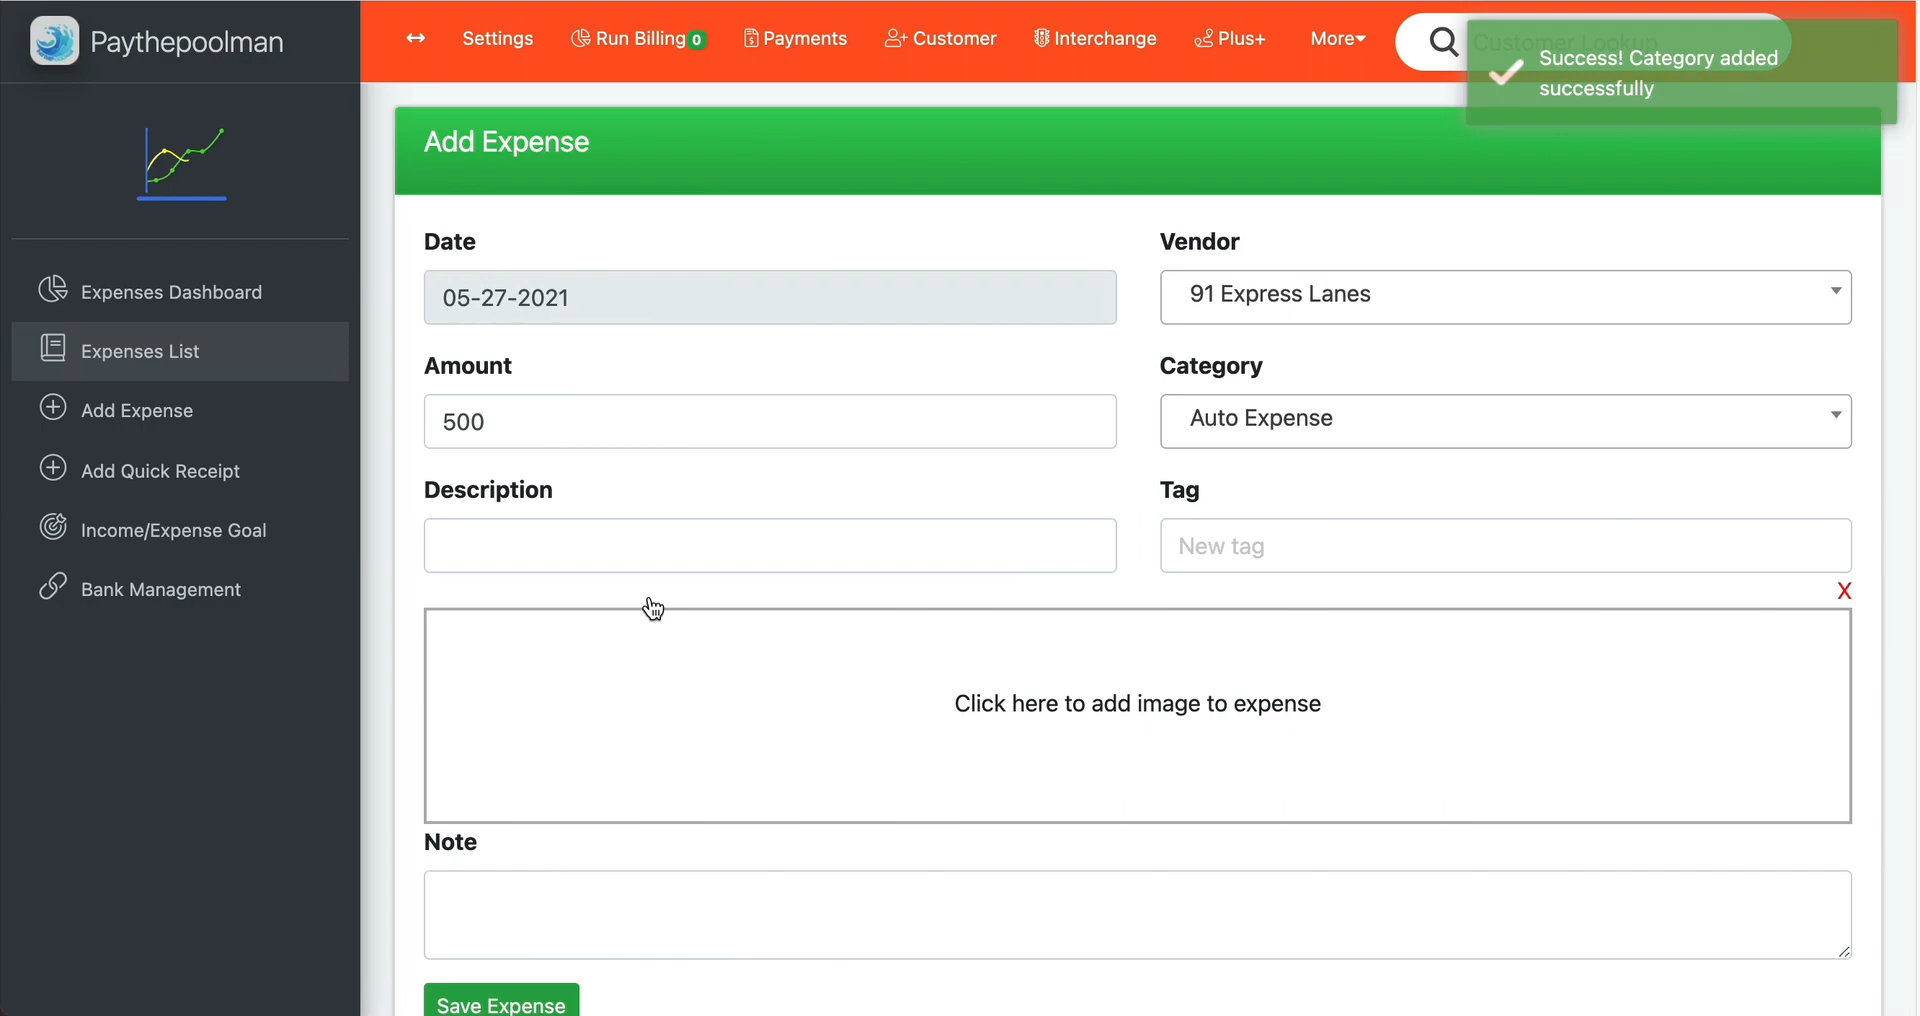 Paythepoolman
Settings
Run Billing 0
Payments
Customer
Interchange
Plus+
More
Customer Lookup
Success! Category added
successfully
Expenses Dashboard
Expenses List
Add Expense
Add Quick Receipt
Income/Expense Goal
Bank Management
Add Expense
Date
Vendor
05-27-2021
91 Express Lanes
Amount
Category
500
Auto Expense
Description
Tag
New tag
X
Click here to add image to expense
Note
Save Expense